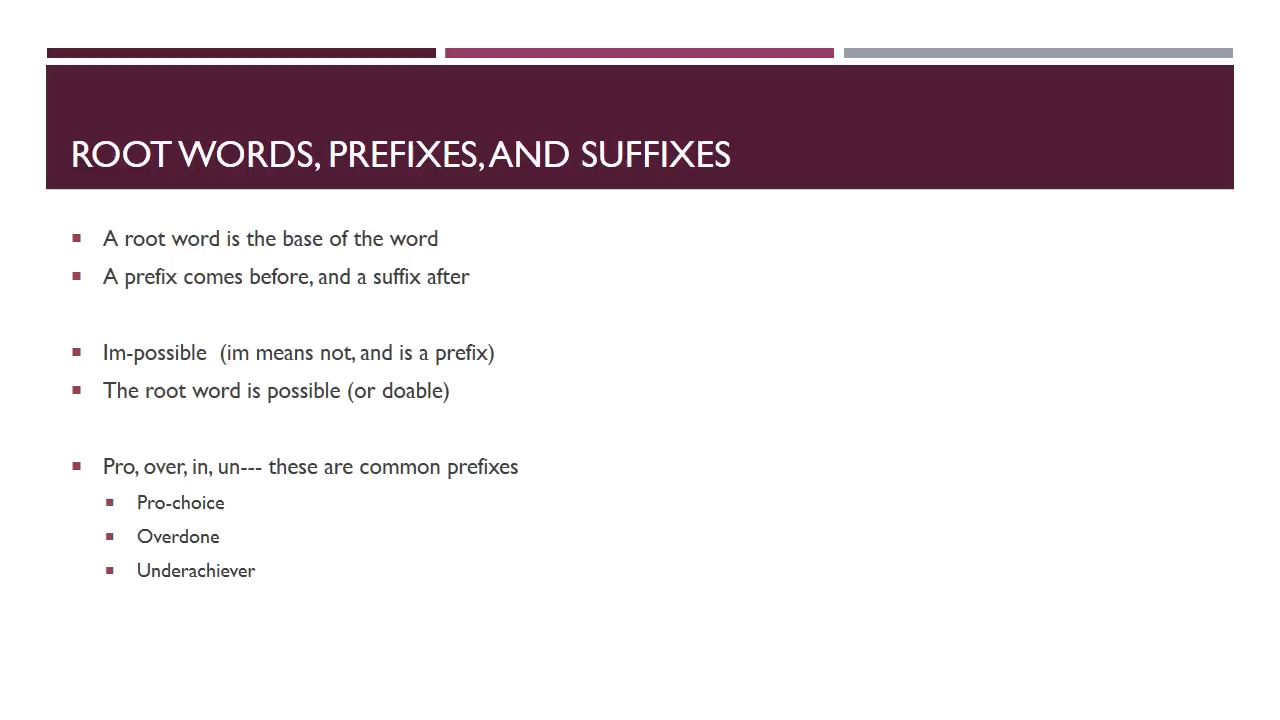 ROOT WORDS, PREFIXES, AND SUFFIXES
A root word is the base of the word
A prefix comes before, and a suffix after
Im-possible  (im means not, and is a prefix)
The root word is possible (or doable)
Pro, over, in, un--- these are common prefixes
Pro-choice
Overdone
Underachiever